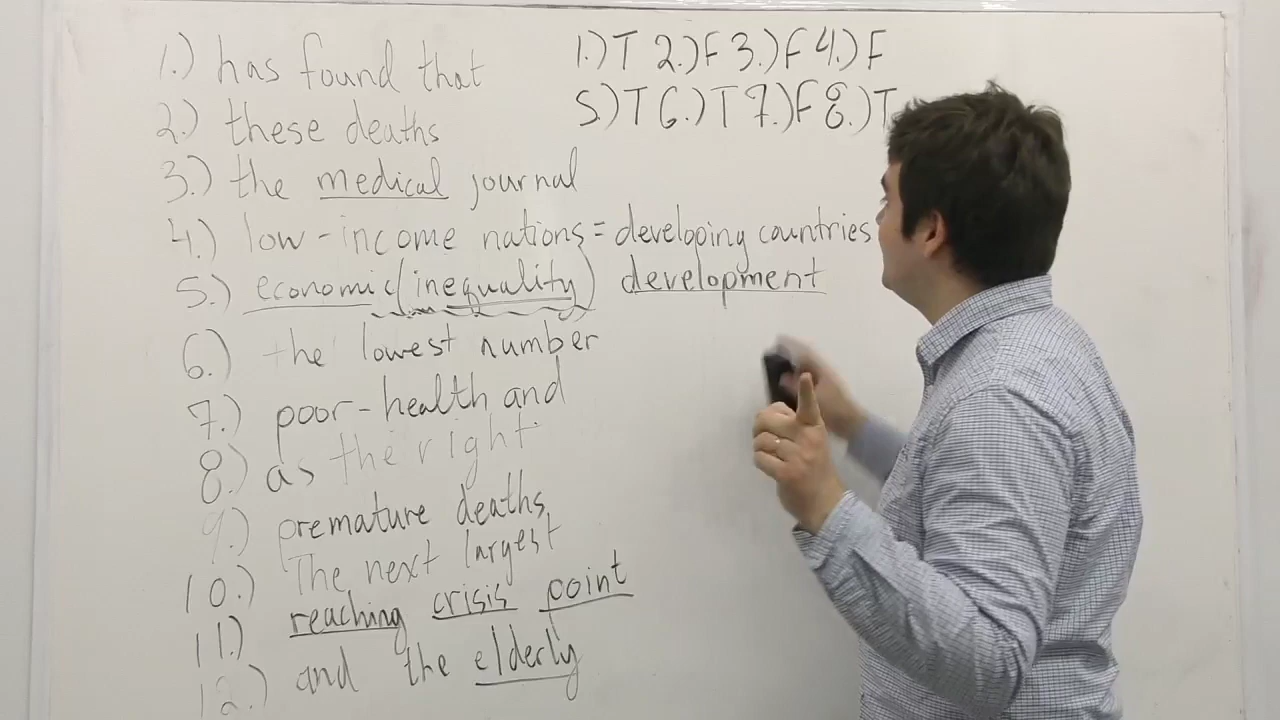 1.) has found that
2.) these deaths
3.) the medical journal
4.) low-income nations = developing countries
5.) economic (inequality) development
6.) the lowest number
7.) poor-health and
8.) as the right
9.) premature deaths
10.) The next largest
11.) reaching crisis point
12.) and the elderly
1.) T 2.) F 3.) F 4.) F
5.) T 6.) T 7.) F 8.) T